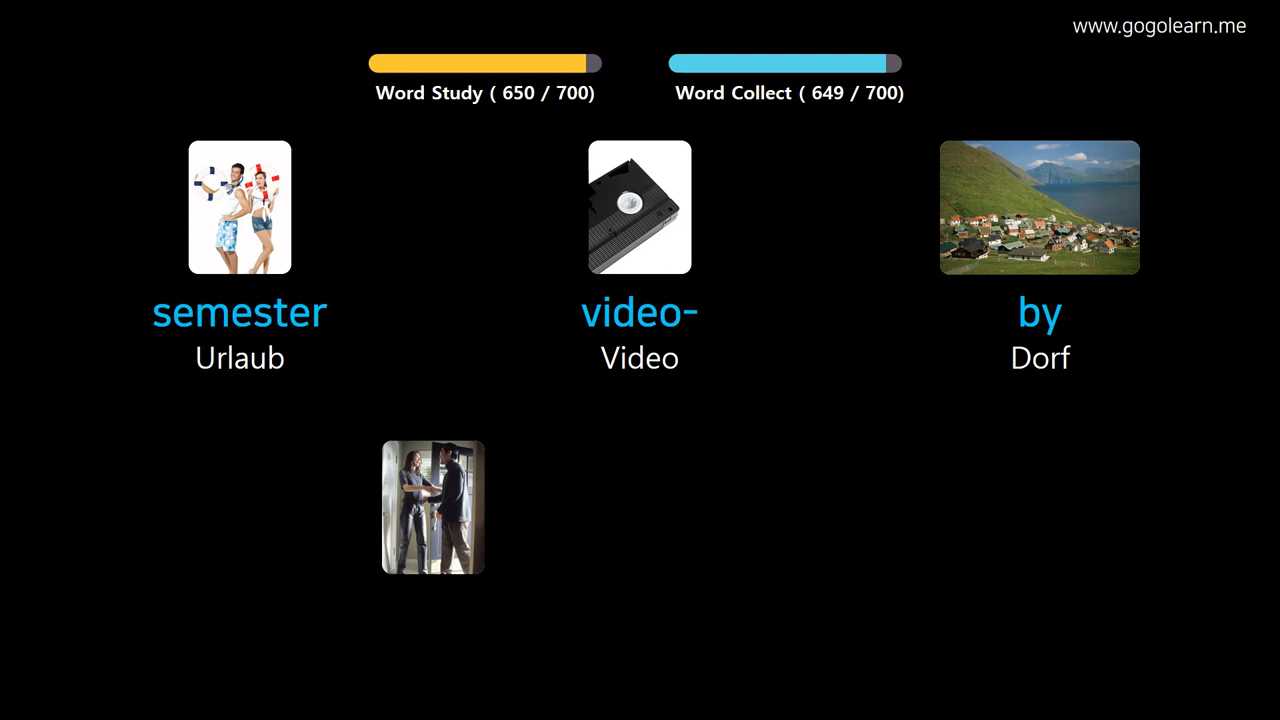 www.gogolearn.me
Word Study ( 650 / 700)
Word Collect ( 649 / 700)
semester
Urlaub
video-
Video
by
Dorf